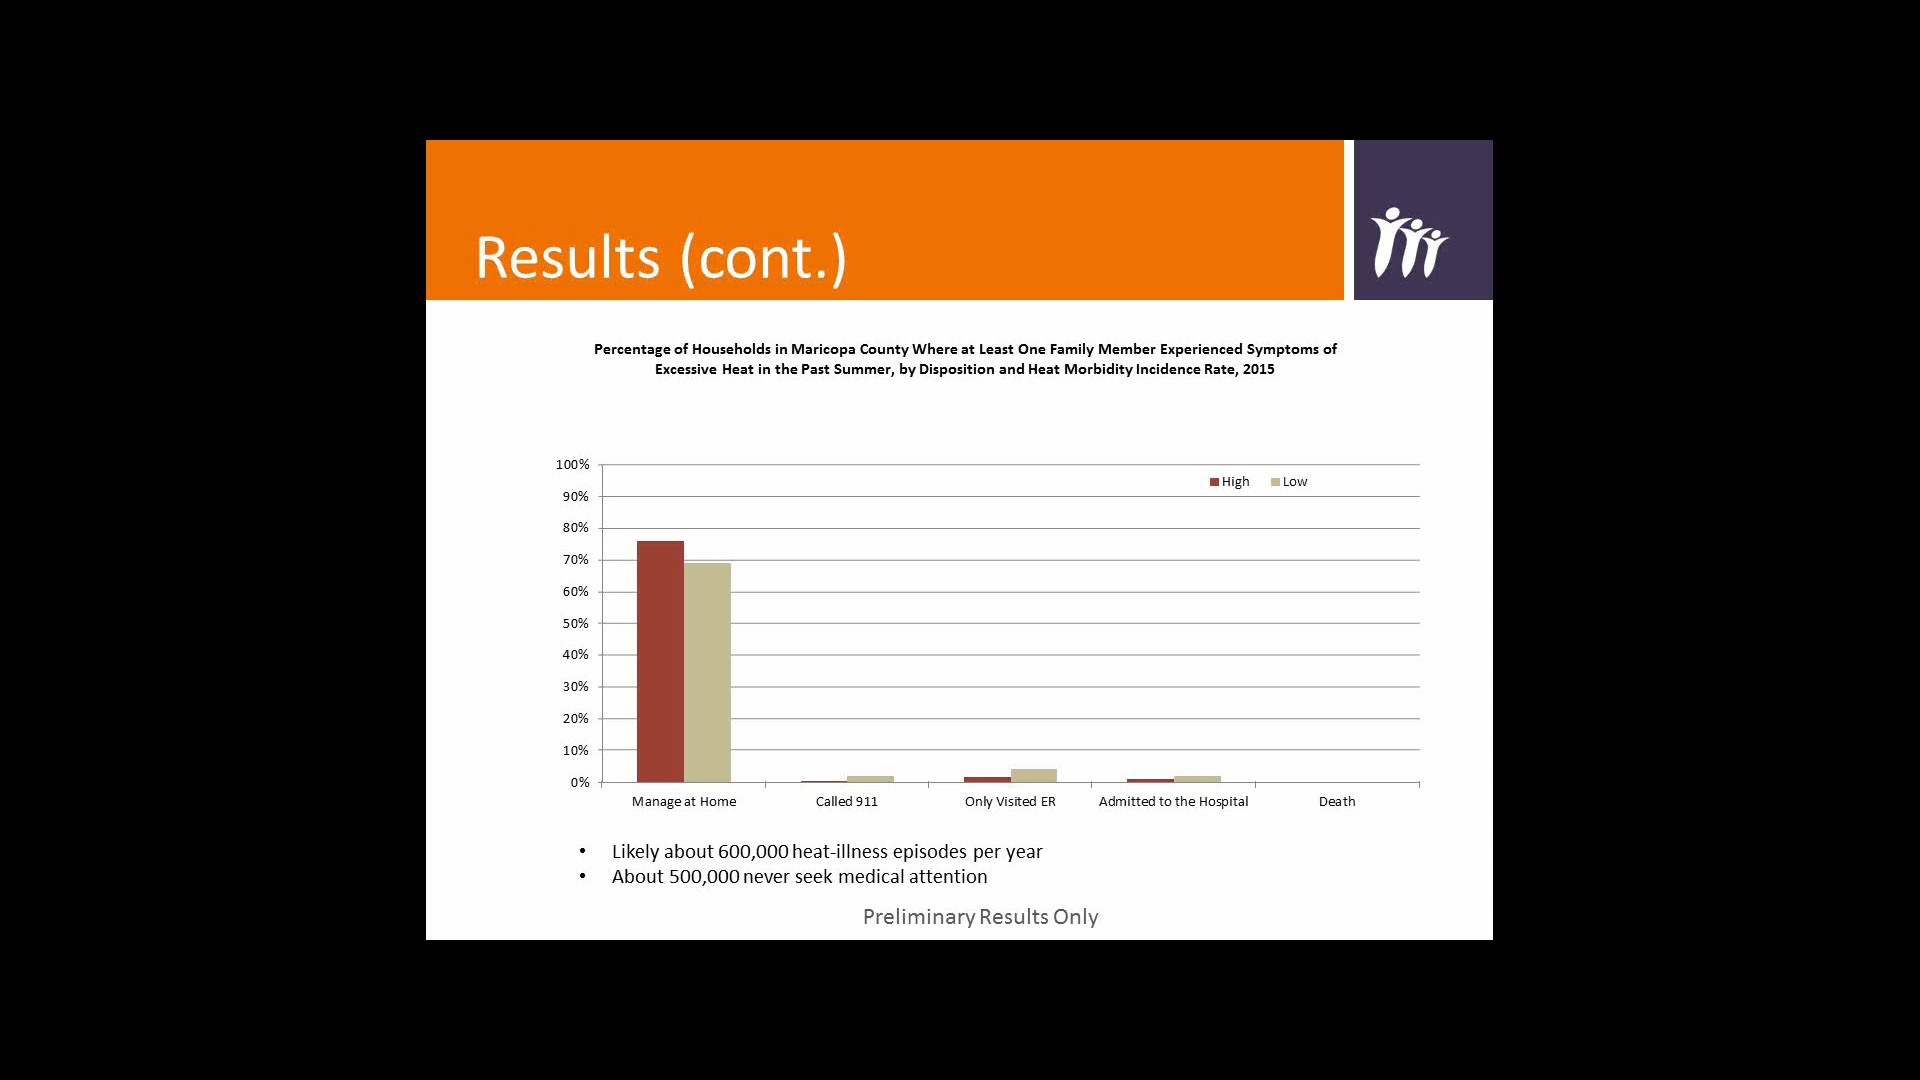 Results (cont.)
Percentage of Households in Maricopa County Where at Least One Family Member Experienced Symptoms of
Excessive Heat in the Past Summer, by Disposition and Heat Morbidity Incidence Rate, 2015
100%
High Low
90%
80%
70%
60%
50%
40%
30%
20%
10%
0%
Manage at Home Called 911 Only Visited ER Admitted to the Hospital Death
• Likely about 600,000 heat-illness episodes per year
• About 500,000 never seek medical attention
Preliminary Results Only